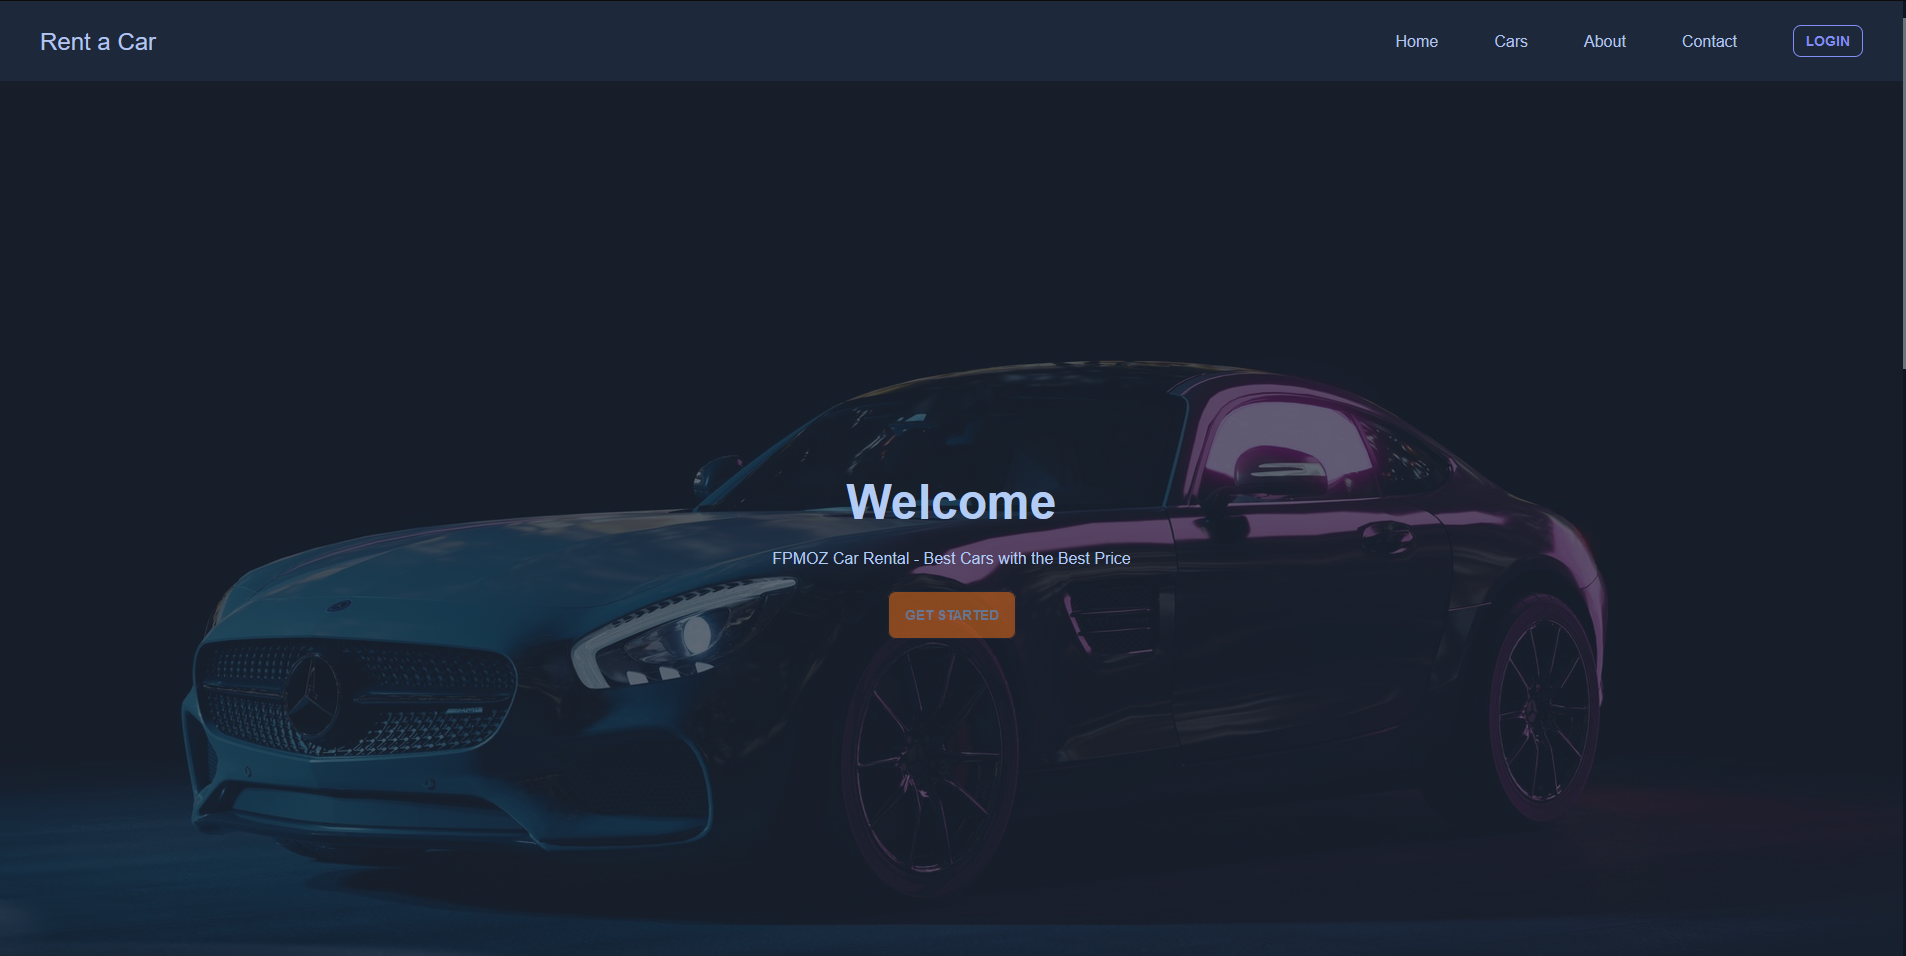 Rent a Car
Home
Cars
About
Contact
LOGIN
Welcome
FPMOZ Car Rental - Best Cars with the Best Price
GET STARTED